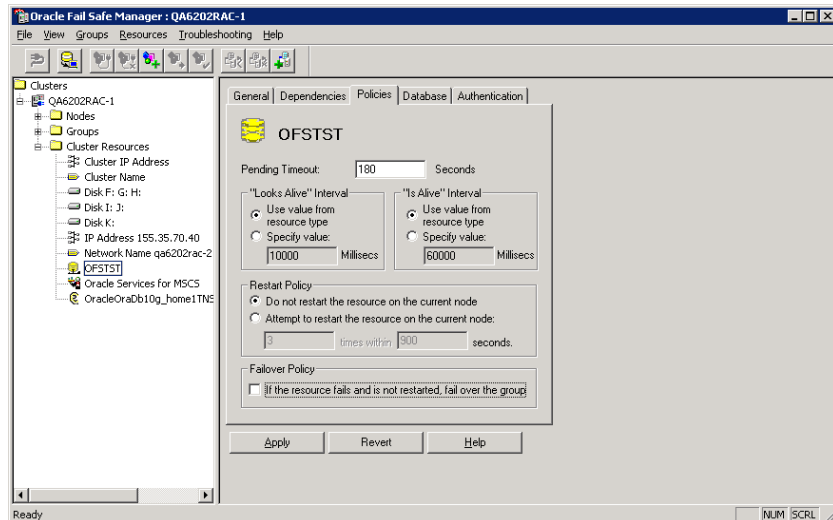 Oracle Fail Safe Manager : QA6202RAC-1
File View Groups Resources Troubleshooting Help
Clusters
QA6202RAC-1
Nodes
Groups
Cluster Resources
Cluster IP Address
Cluster Name
Disk F: G: H:
Disk I: J:
Disk K:
IP Address 155.35.70.40
Network Name qa6202rac-2
OFSTST
Oracle Services for MSCS
OracleOraDb10g_home1TNS
General Dependencies Policies Database Authentication
OFSTST
Pending Timeout: 180 Seconds
"Looks Alive" Interval
Use value from
resource type
Specify value:
10000 Millisecs
"Is Alive" Interval
Use value from
resource type
Specify value:
60000 Millisecs
Restart Policy
Do not restart the resource on the current node
Attempt to restart the resource on the current node:
3 times within 900 seconds.
Failover Policy
If the resource fails and is not restarted, fail over the group
Apply Revert Help
Ready NUM SCRL